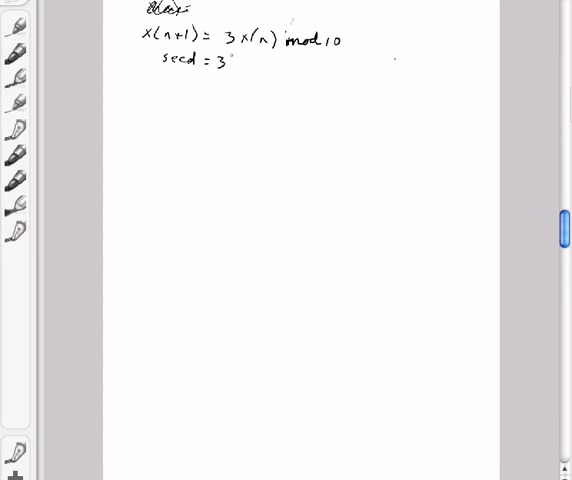 x(n+1) = 3x(n) mod 10
seed = 3